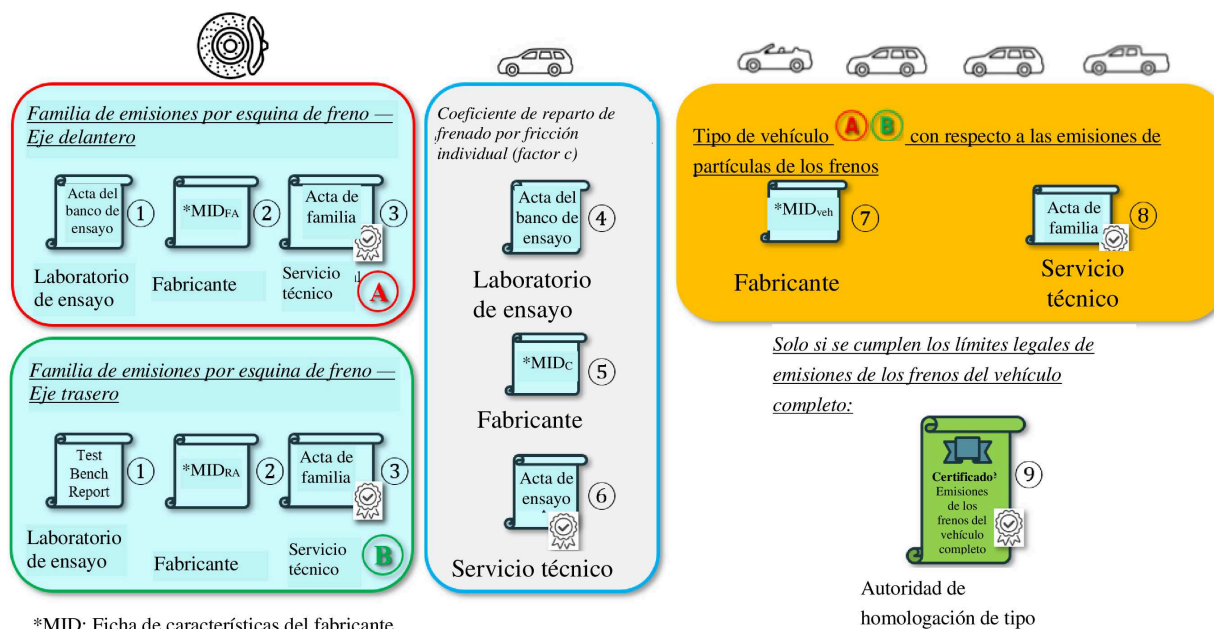 Familia de emisiones por esquina de freno —
Eje delantero
Acta del
banco de
ensayo
1
*MIDFA
2
Acta de
familia
3
Laboratorio
de ensayo
Fabricante
Servicio
técnico
A
Familia de emisiones por esquina de freno —
Eje trasero
Test
Bench
Report
1
*MIDRA
2
Acta de
familia
3
Laboratorio
de ensayo
Fabricante
Servicio
técnico
B
*MID: Ficha de características del fabricante
Coeficiente de reparto de
frenado por fricción
individual (factor c)
Acta del
banco de
ensayo
4
Laboratorio
de ensayo
*MIDC
5
Fabricante
Acta de
ensayo
6
Servicio técnico
Tipo de vehículo A B con respecto a las emisiones de
partículas de los frenos
*MIDveh
7
Fabricante
Acta de
familia
8
Servicio
técnico
Solo si se cumplen los límites legales de
emisiones de los frenos del vehículo
completo:
Certificado³
Emisiones
de los
frenos del
vehículo
completo
9
Autoridad de
homologación de tipo